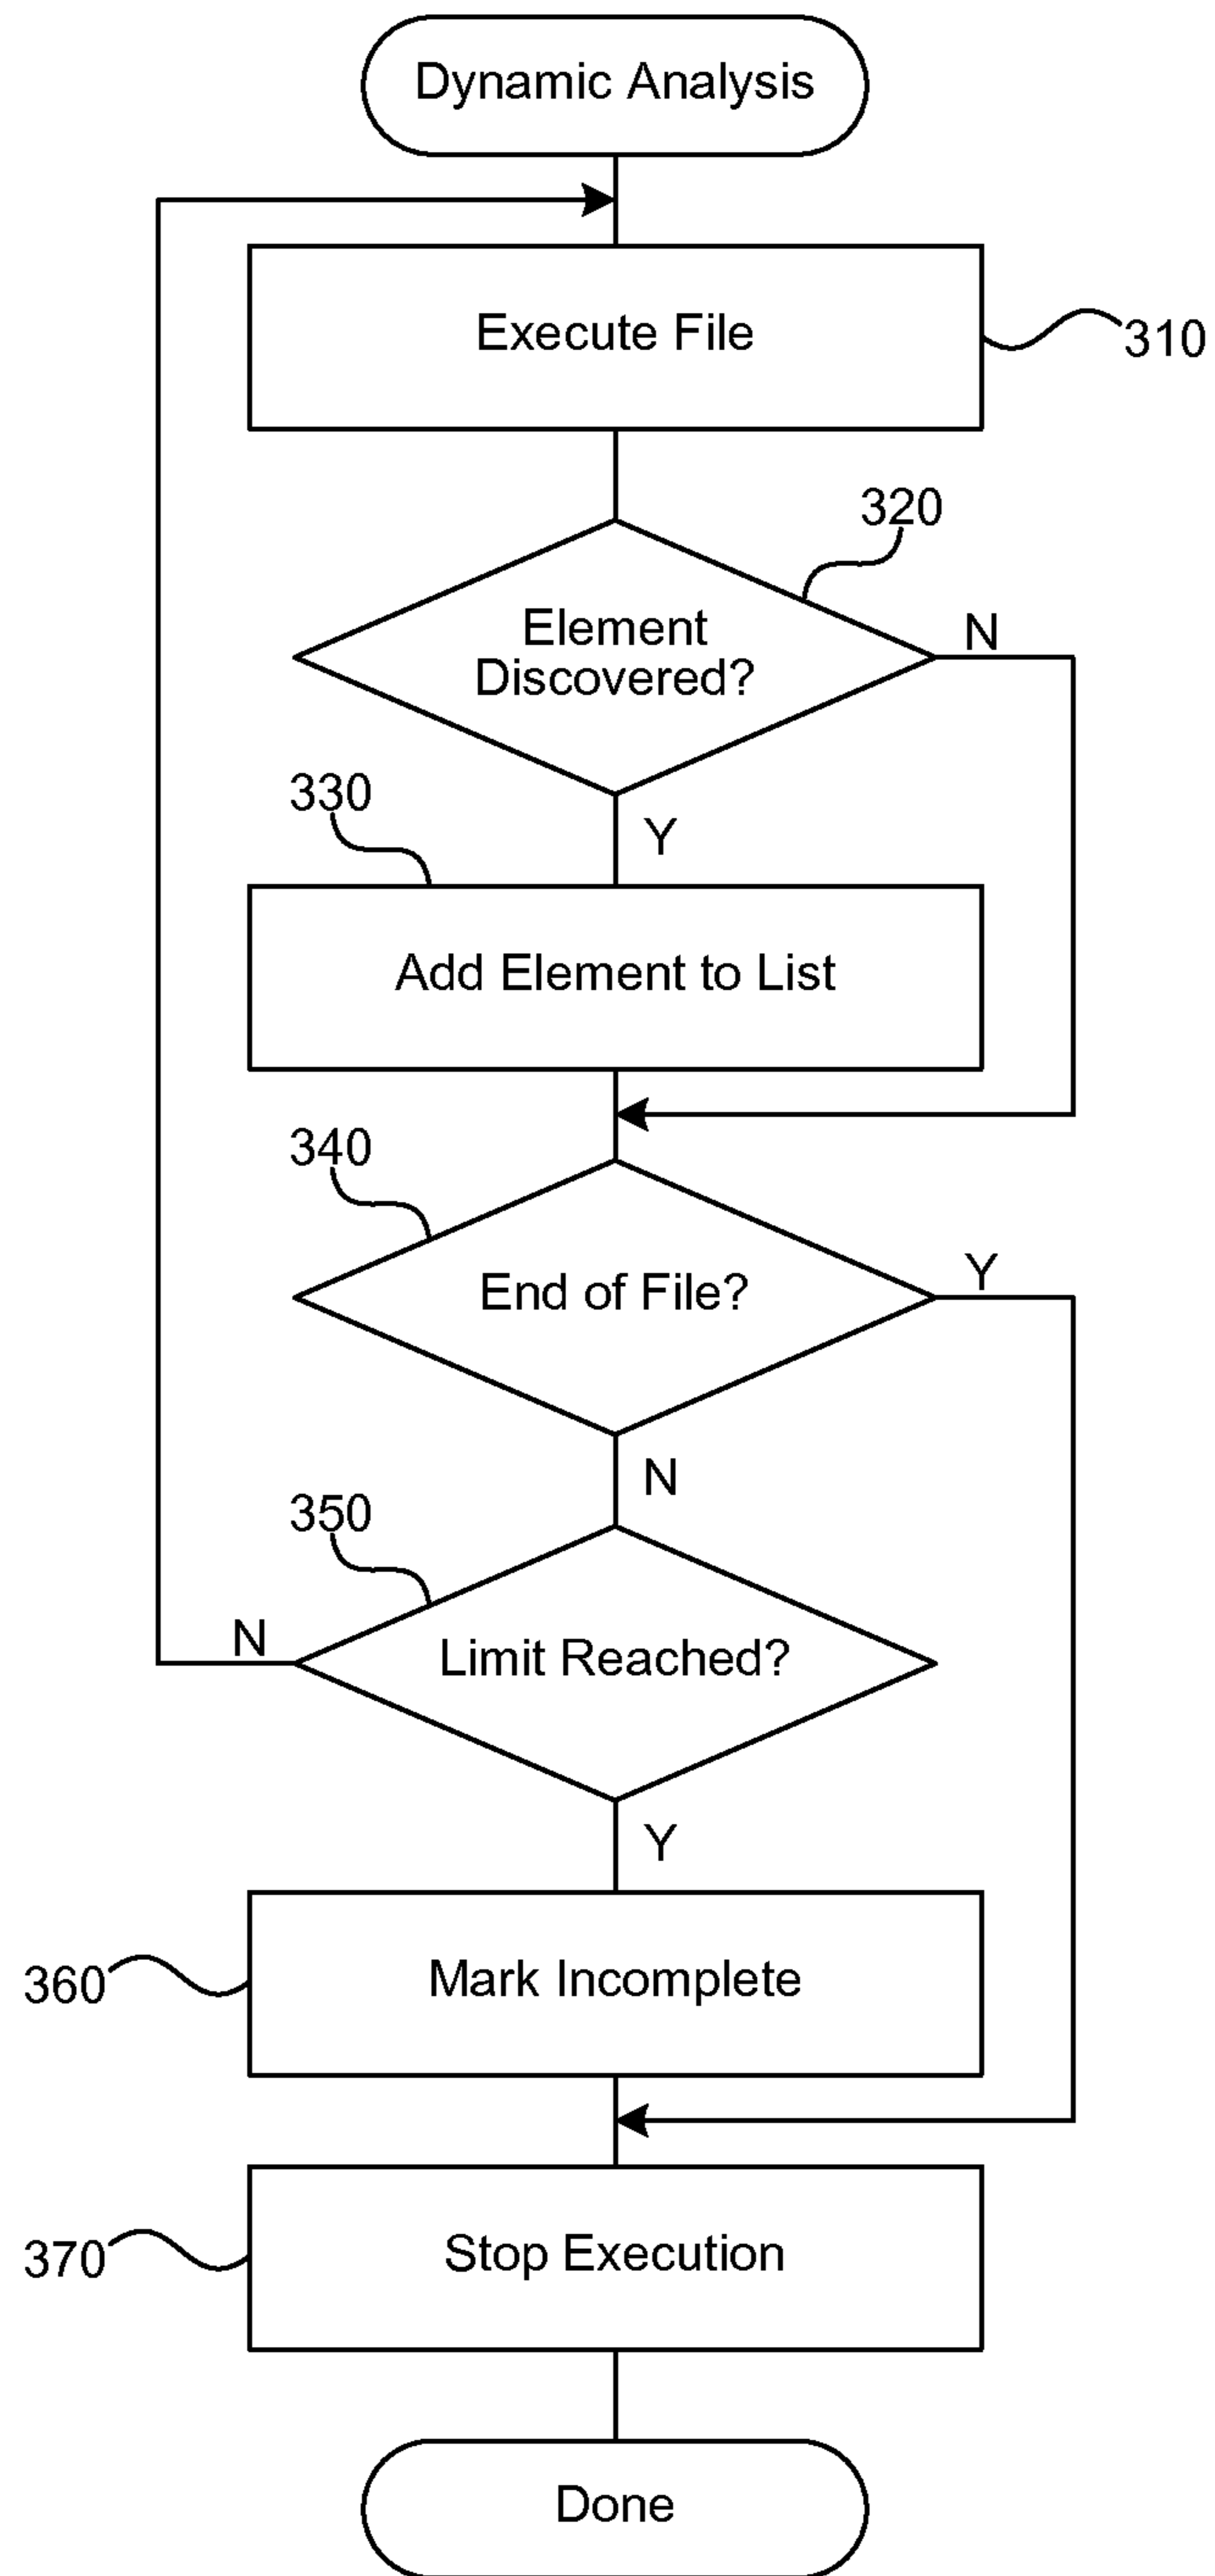 Dynamic Analysis
Execute File
310
320
Element
Discovered?
N
330
Y
Add Element to List
340
End of File?
Y
N
350
N
Limit Reached?
Y
360
Mark Incomplete
370
Stop Execution
Done